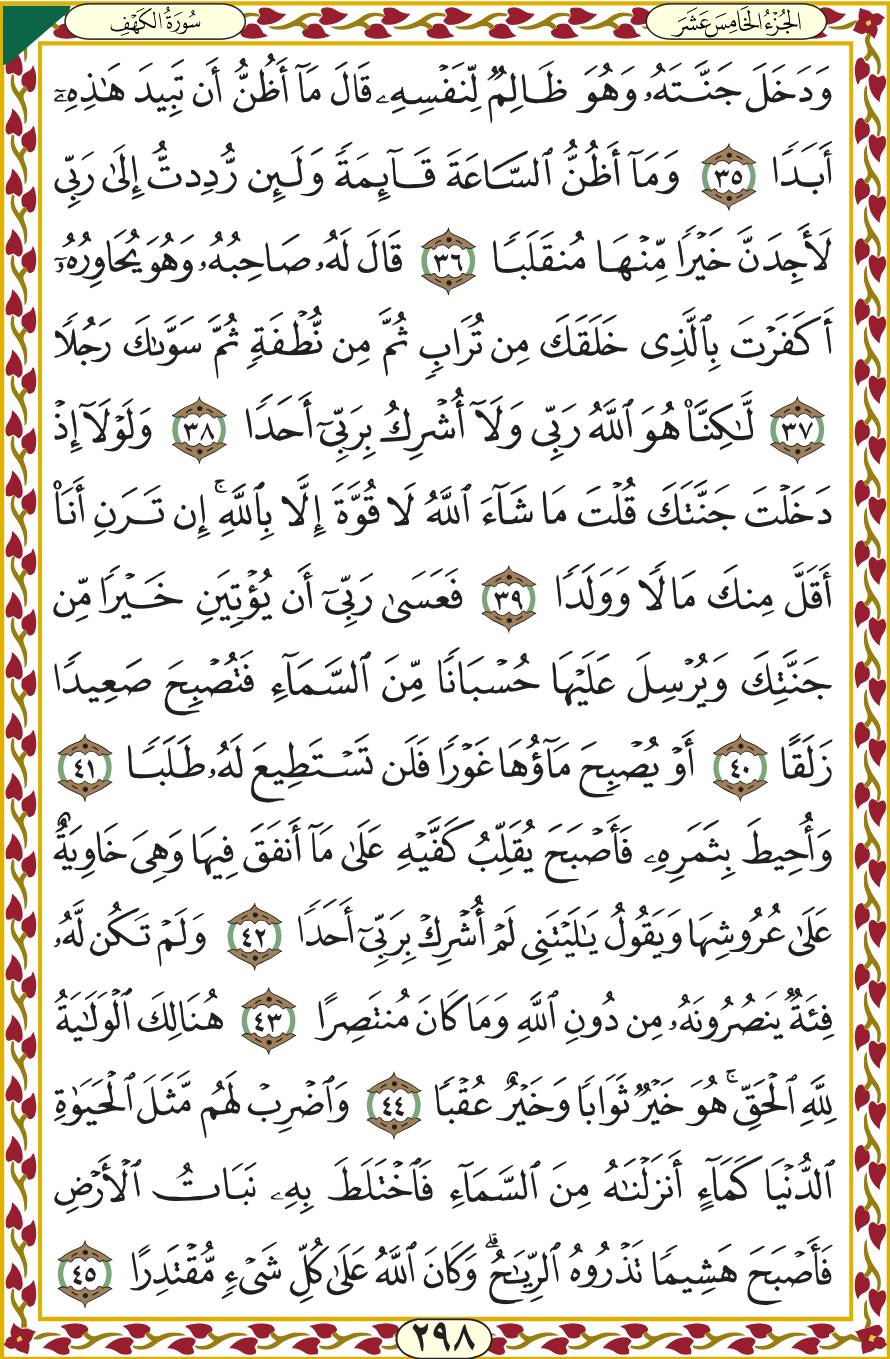 الجُزْءُ الخَامِسَ عَشَرَ
سُورَةُ الكَهْفِ
وَدَخَلَ جَنَّتَهُۥ وَهُوَ ظَالِمٌۭ لِّنَفْسِهِۦ قَالَ مَآ أَظُنُّ أَن تَبِيدَ هَـٰذِهِۦٓ
أَبَدًۭا ٣٥ وَمَآ أَظُنُّ ٱلسَّاعَةَ قَآئِمَةًۭ وَلَئِن رُّدِدتُّ إِلَىٰ رَبِّى
لَأَجِدَنَّ خَيْرًۭا مِّنْهَا مُنقَلَبًۭا ٣٦ قَالَ لَهُۥ صَاحِبُهُۥ وَهُوَ يُحَاوِرُهُۥٓ
أَكَفَرْتَ بِٱلَّذِى خَلَقَكَ مِن تُرَابٍۢ ثُمَّ مِن نُّطْفَةٍۢ ثُمَّ سَوَّىٰكَ رَجُلًۭا
٣٧ لَّـٰكِنَّا۠ هُوَ ٱللَّهُ رَبِّى وَلَآ أُشْرِكُ بِرَبِّىٓ أَحَدًۭا ٣٨ وَلَوْلَآ إِذْ
دَخَلْتَ جَنَّتَكَ قُلْتَ مَا شَآءَ ٱللَّهُ لَا قُوَّةَ إِلَّا بِٱللَّهِ ۚ إِن تَرَنِ أَنَا۠
أَقَلَّ مِنكَ مَالًۭا وَوَلَدًۭا ٣٩ فَعَسَىٰ رَبِّىٓ أَن يُؤْتِيَنِ خَيْرًۭا مِّن
جَنَّتِكَ وَيُرْسِلَ عَلَيْهَا حُسْبَانًۭا مِّنَ ٱلسَّمَآءِ فَتُصْبِحَ صَعِيدًۭا
زَلَقًا ٤٠ أَوْ يُصْبِحَ مَآؤُهَا غَوْرًۭا فَلَن تَسْتَطِيعَ لَهُۥ طَلَبًۭا ٤١
وَأُحِيطَ بِثَمَرِهِۦ فَأَصْبَحَ يُقَلِّبُ كَفَّيْهِ عَلَىٰ مَآ أَنفَقَ فِيهَا وَهِىَ خَاوِيَةٌ
عَلَىٰ عُرُوشِهَا وَيَقُولُ يَـٰلَيْتَنِى لَمْ أُشْرِكْ بِرَبِّىٓ أَحَدًۭا ٤٢ وَلَمْ تَكُن لَّهُۥ
فِئَةٌۭ يَنصُرُونَهُۥ مِن دُونِ ٱللَّهِ وَمَا كَانَ مُنتَصِرًا ٤٣ هُنَالِكَ ٱلْوَلَـٰيَةُ
لِلَّهِ ٱلْحَقِّ ۚ هُوَ خَيْرٌۭ ثَوَابًۭا وَخَيْرٌ عُقْبًۭا ٤٤ وَٱضْرِبْ لَهُم مَّثَلَ ٱلْحَيَوٰةِ
ٱلدُّنْيَا كَمَآءٍ أَنزَلْنَـٰهُ مِنَ ٱلسَّمَآءِ فَٱخْتَلَطَ بِهِۦ نَبَاتُ ٱلْأَرْضِ
فَأَصْبَحَ هَشِيمًۭا تَذْرُوهُ ٱلرِّيَـٰحُ ۗ وَكَانَ ٱللَّهُ عَلَىٰ كُلِّ شَىْءٍۢ مُّقْتَدِرًا ٤٥
٢٩٨